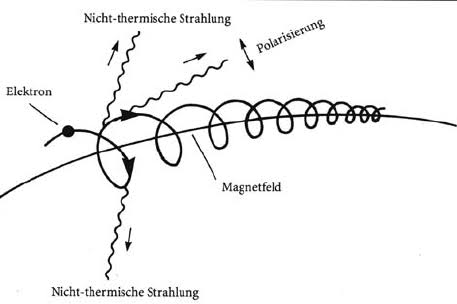 Nicht-thermische Strahlung
Polarisierung
Elektron
Magnetfeld
Nicht-thermische Strahlung